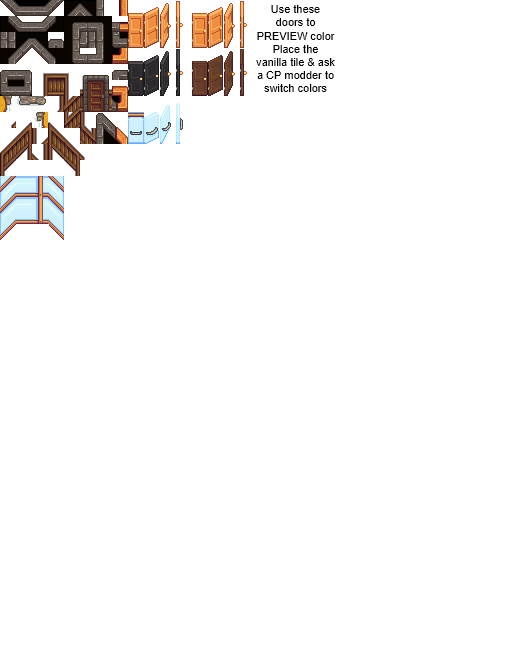 Use these
doors to
PREVIEW color
Place the
vanilla tile & ask
a CP modder to
switch colors